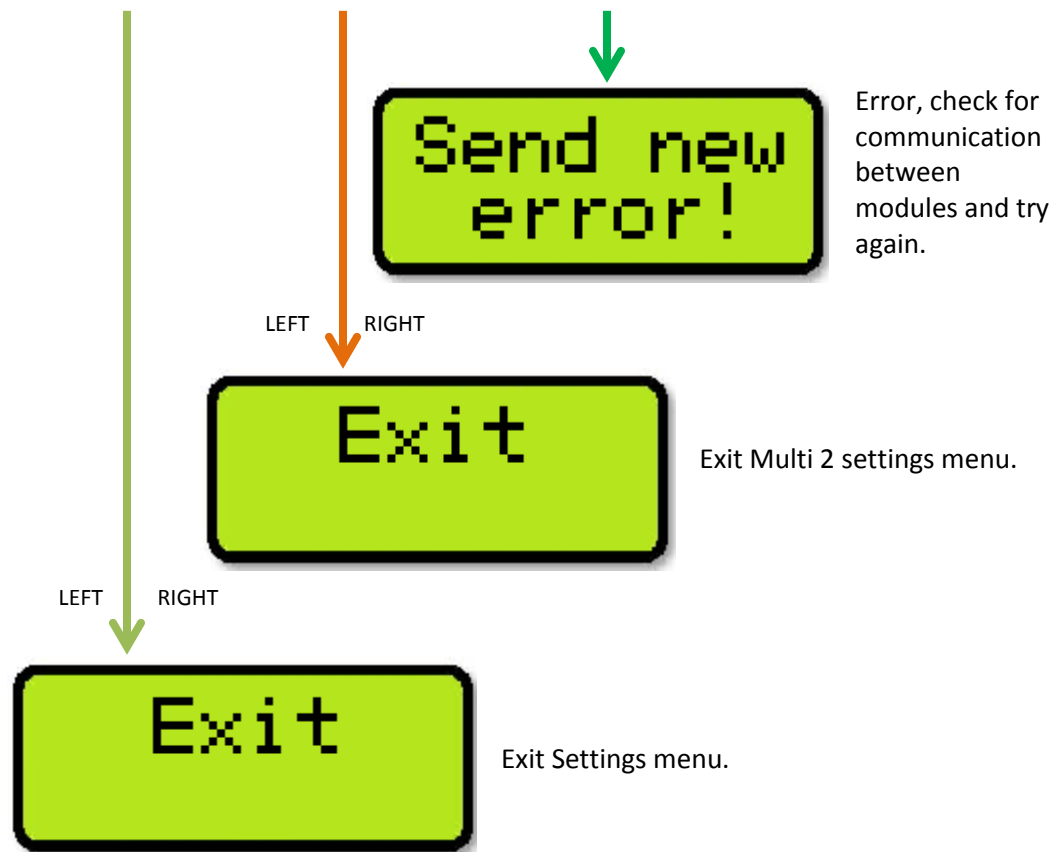 Send new
error!
Error, check for
communication
between
modules and try
again.
LEFT RIGHT
Exit
Exit Multi 2 settings menu.
LEFT RIGHT
Exit
Exit Settings menu.